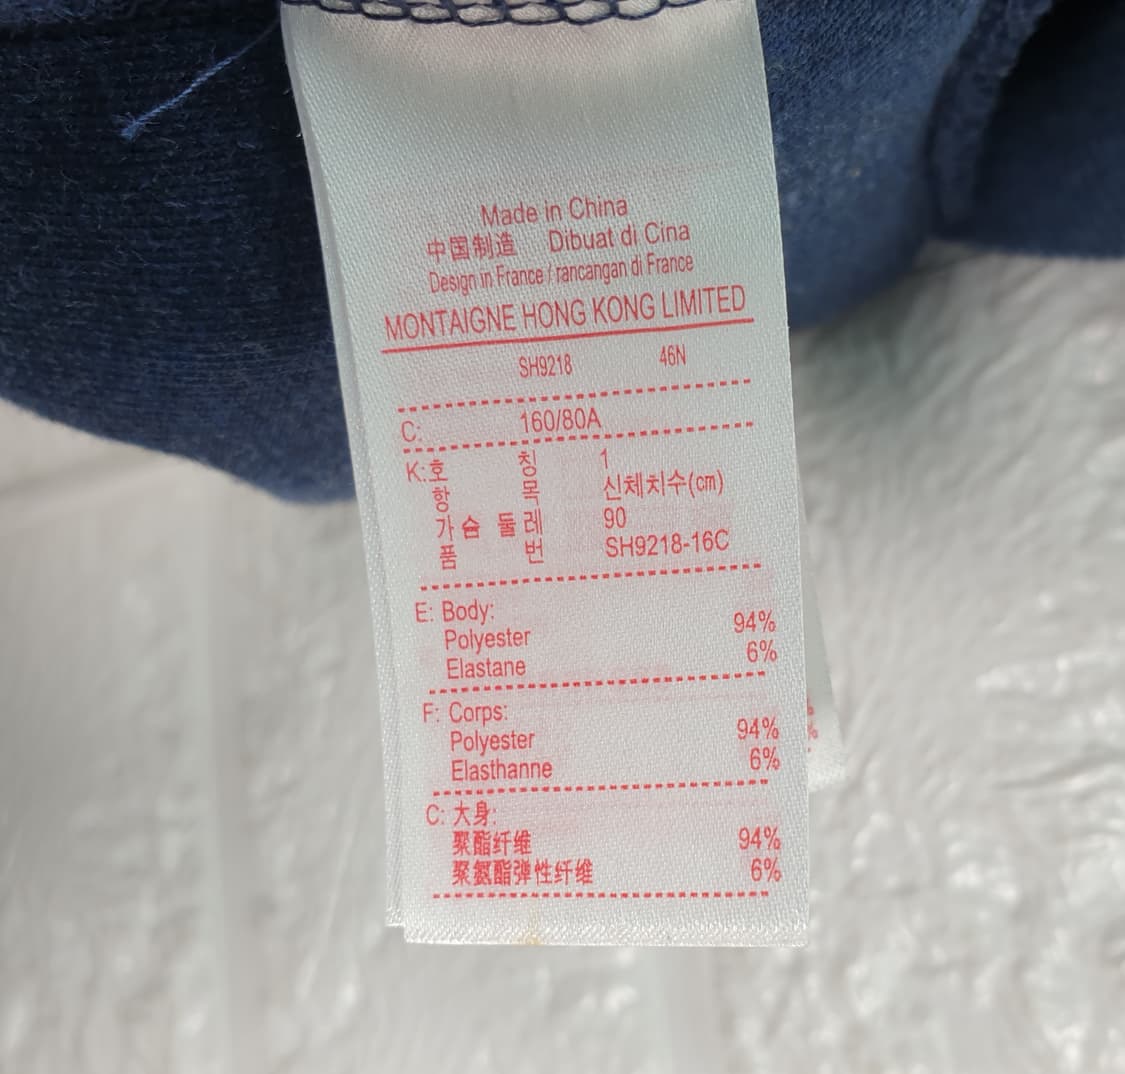 Made in China
中国制造 Dibuat di Cina
Design in France / rancangan di France
MONTAIGNE HONG KONG LIMITED
SH9218 46N
C: 160/80A
K:호 칭 1
항 목 신체치수(cm)
가슴 둘레 90
품 번 SH9218-16C
E: Body:
Polyester 94%
Elastane 6%
F: Corps:
Polyester 94%
Elasthanne 6%
C: 大身:
聚酯纤维 94%
聚氨酯弹性纤维 6%